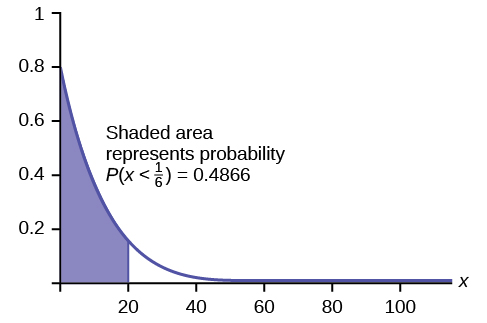 1
0.8
0.6
0.4
0.2
Shaded area
represents probability
P(x < 1/6) = 0.4866
x
20 40 60 80 100